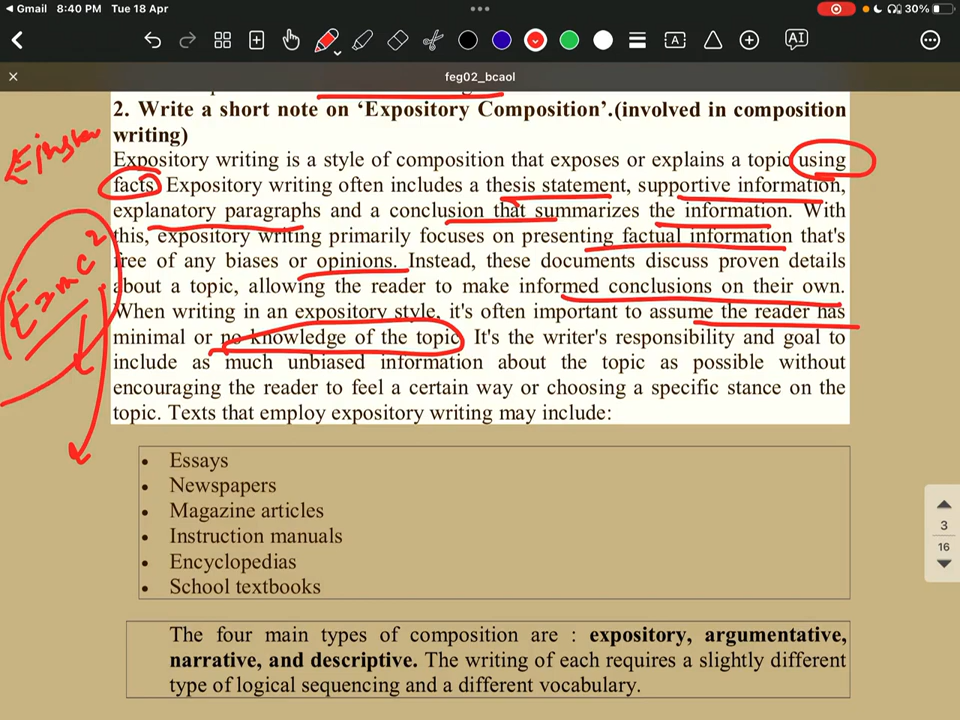 Gmail 8:40 PM Tue 18 Apr 30%
AI
feg02_bcaol
2. Write a short note on ‘Expository Composition’.(involved in composition
writing)
Expository writing is a style of composition that exposes or explains a topic using
facts. Expository writing often includes a thesis statement, supportive information,
explanatory paragraphs and a conclusion that summarizes the information. With
this, expository writing primarily focuses on presenting factual information that's
free of any biases or opinions. Instead, these documents discuss proven details
about a topic, allowing the reader to make informed conclusions on their own.
When writing in an expository style, it's often important to assume the reader has
minimal or no knowledge of the topic. It's the writer's responsibility and goal to
include as much unbiased information about the topic as possible without
encouraging the reader to feel a certain way or choosing a specific stance on the
topic. Texts that employ expository writing may include:
E=mc²
• Essays
• Newspapers
• Magazine articles
• Instruction manuals
• Encyclopedias
• School textbooks
3
16
The four main types of composition are : expository, argumentative,
narrative, and descriptive. The writing of each requires a slightly different
type of logical sequencing and a different vocabulary.